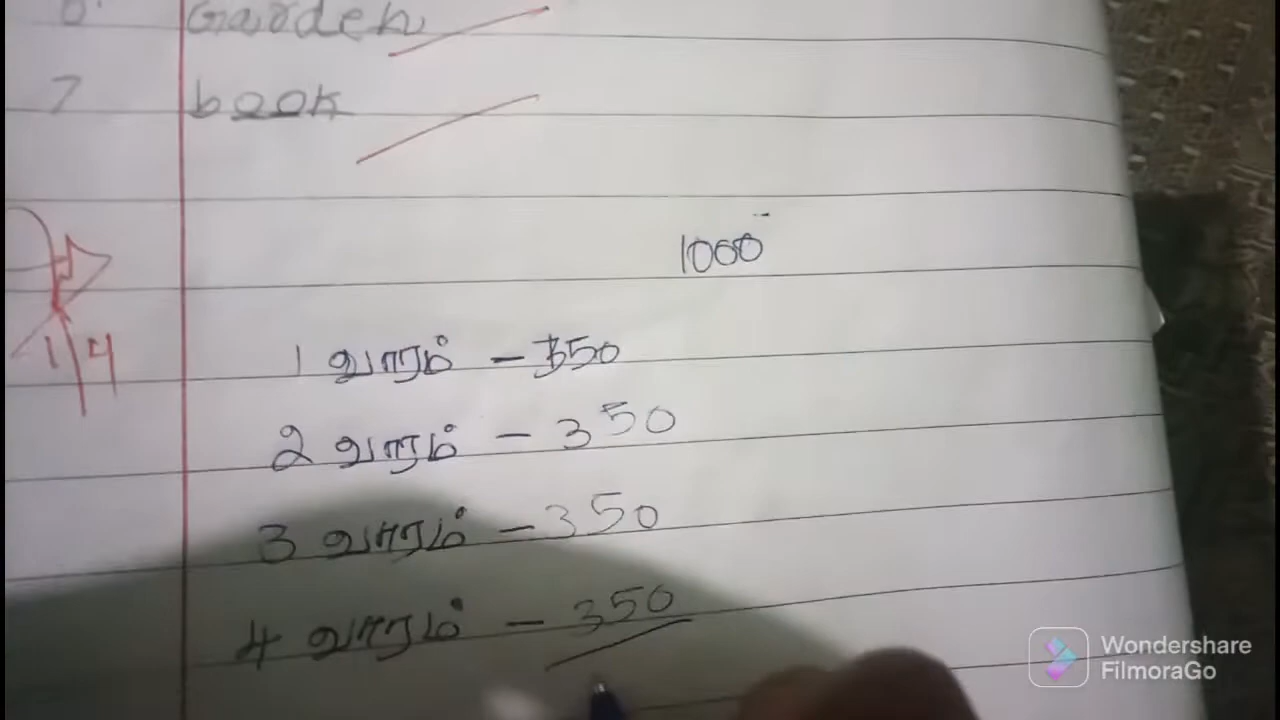 Garden
7 book
1000
1/4
1 வாரம் - 350
2 வாரம் - 350
3 வாரம் - 350
4 வாரம் - 350
Wondershare
FilmoraGo